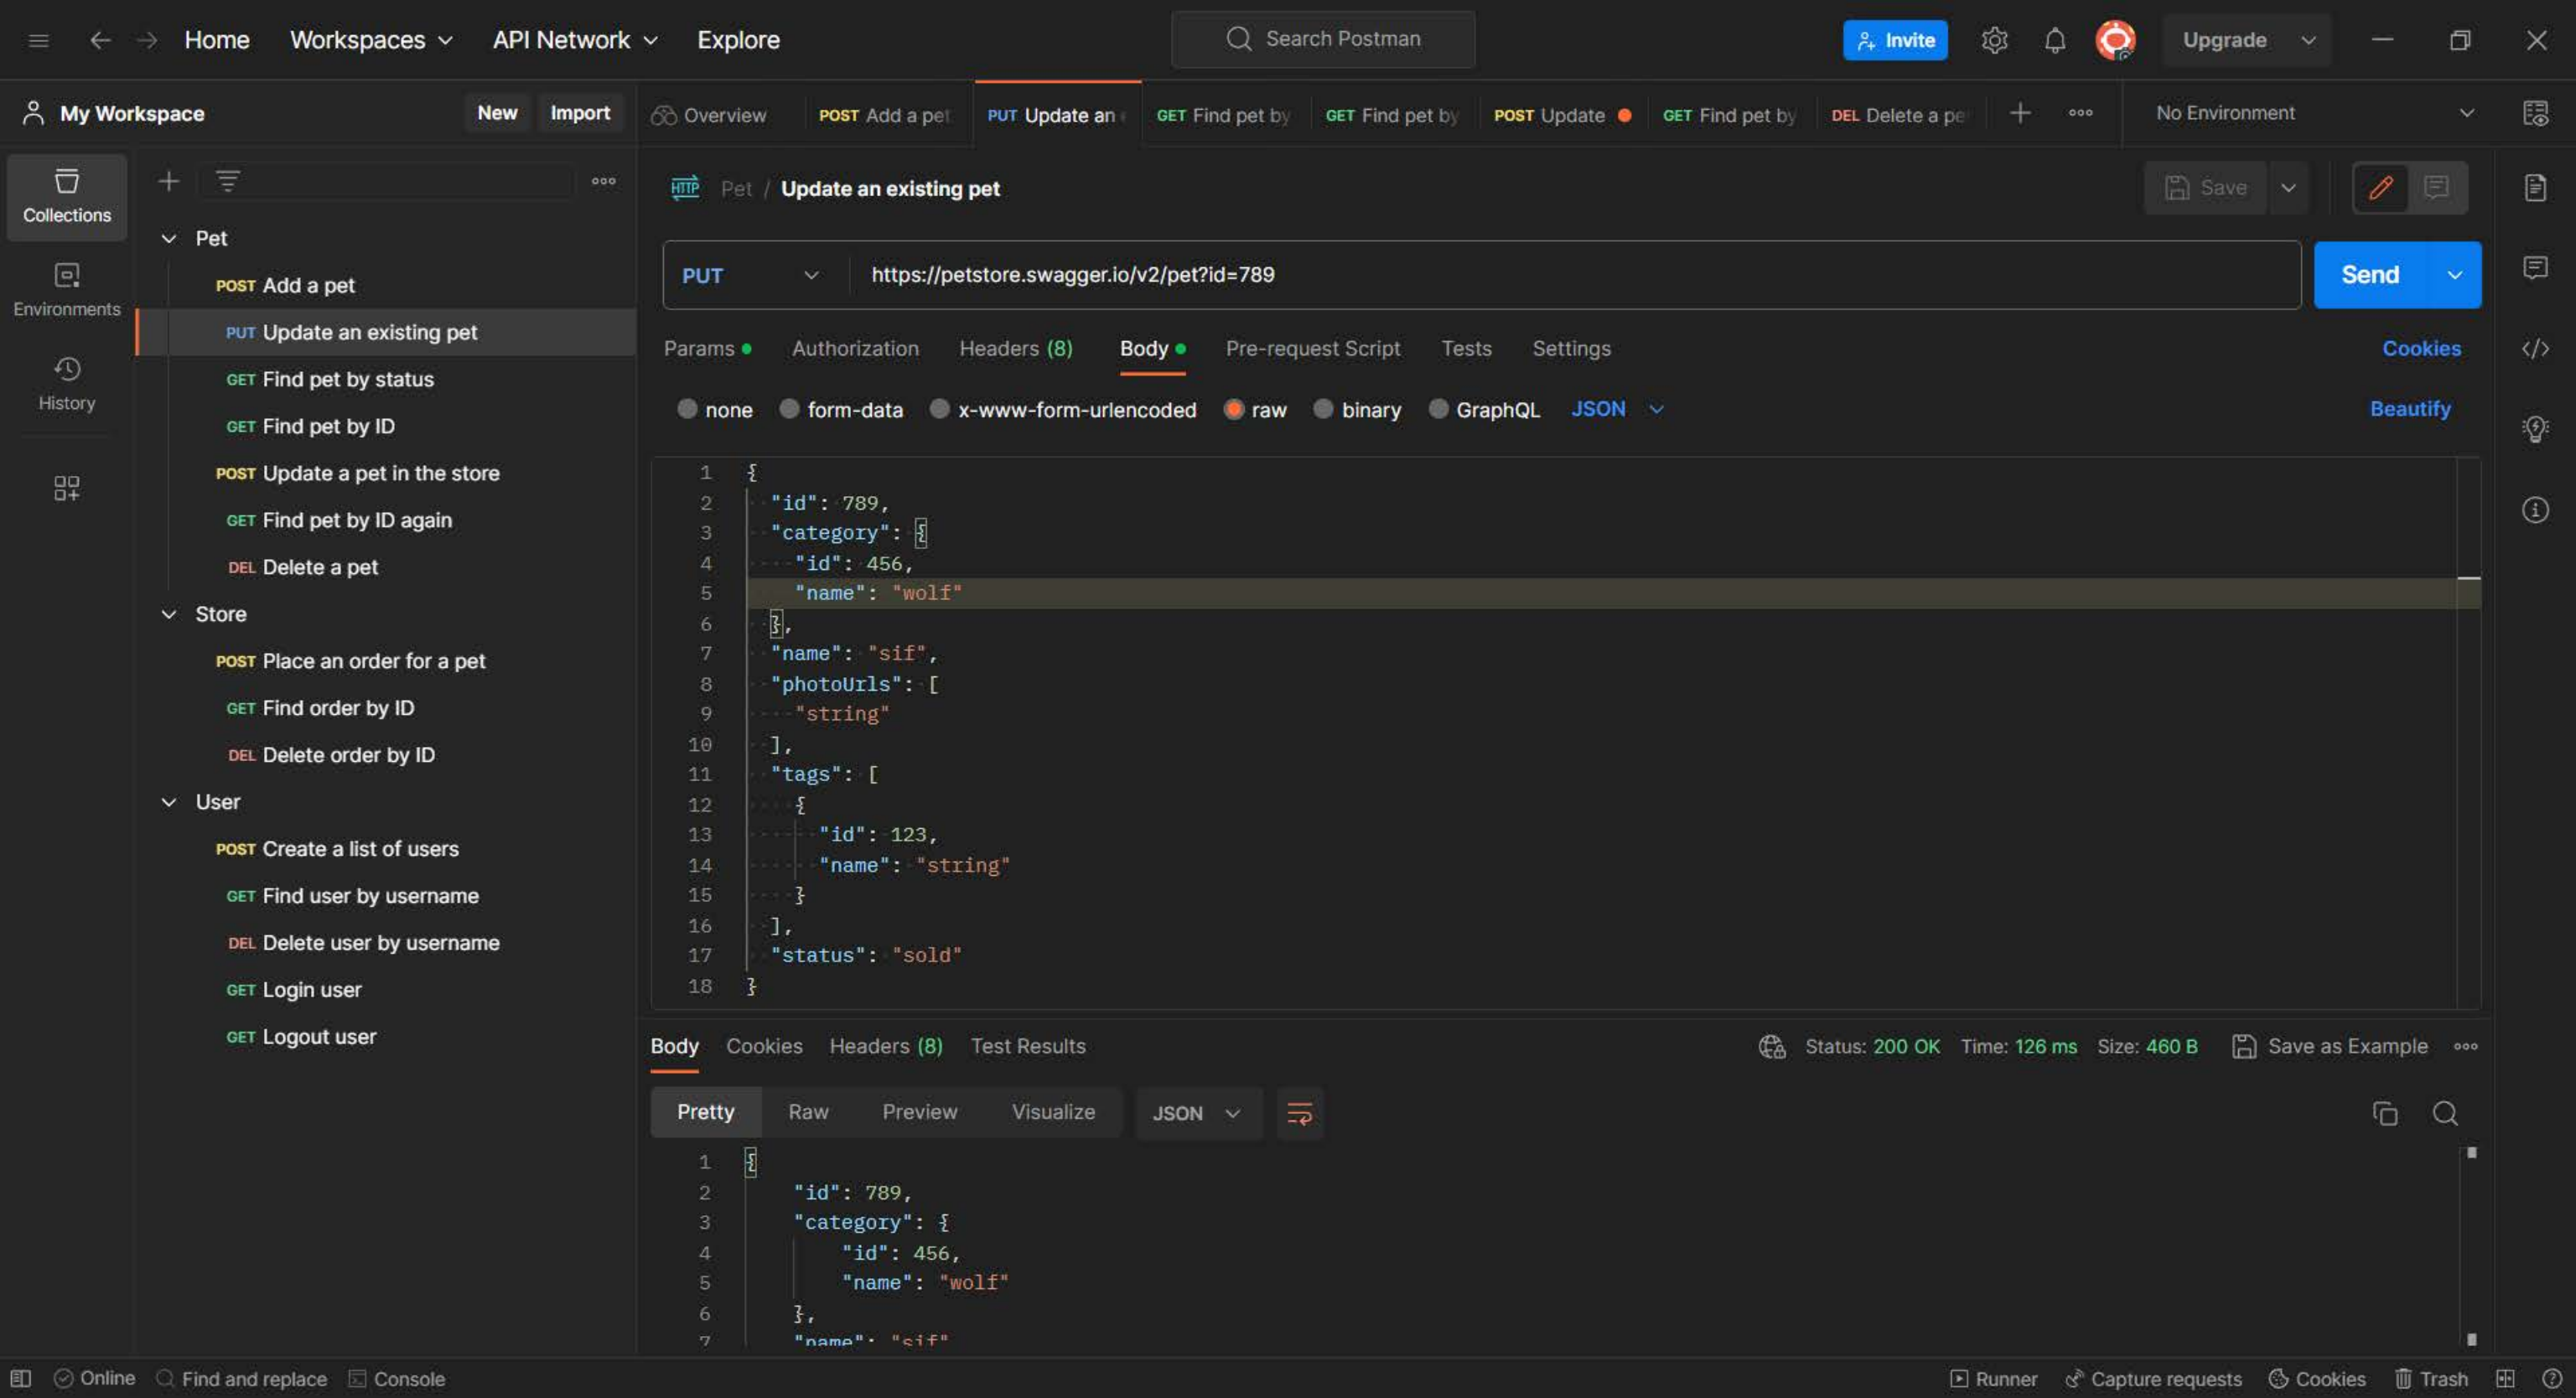 Home Workspaces API Network Explore Search Postman Invite Upgrade
My Workspace New Import Overview POST Add a pet PUT Update an GET Find pet by GET Find pet by POST Update GET Find pet by DEL Delete a pe No Environment
Collections
Environments
History
Pet
POST Add a pet
PUT Update an existing pet
GET Find pet by status
GET Find pet by ID
POST Update a pet in the store
GET Find pet by ID again
DEL Delete a pet
Store
POST Place an order for a pet
GET Find order by ID
DEL Delete order by ID
User
POST Create a list of users
GET Find user by username
DEL Delete user by username
GET Login user
GET Logout user
HTTP Pet / Update an existing pet Save
PUT https://petstore.swagger.io/v2/pet?id=789 Send
Params Authorization Headers (8) Body Pre-request Script Tests Settings Cookies
none form-data x-www-form-urlencoded raw binary GraphQL JSON Beautify
1 {
2 "id": 789,
3 "category": {
4 "id": 456,
5 "name": "wolf"
6 },
7 "name": "sif",
8 "photoUrls": [
9 "string"
10 ],
11 "tags": [
12 {
13 "id": 123,
14 "name": "string"
15 }
16 ],
17 "status": "sold"
18 }
Body Cookies Headers (8) Test Results Status: 200 OK Time: 126 ms Size: 460 B Save as Example
Pretty Raw Preview Visualize JSON
1 {
2 "id": 789,
3 "category": {
4 "id": 456,
5 "name": "wolf"
6 },
7 "name": "sif"
Online Find and replace Console Runner Capture requests Cookies Trash